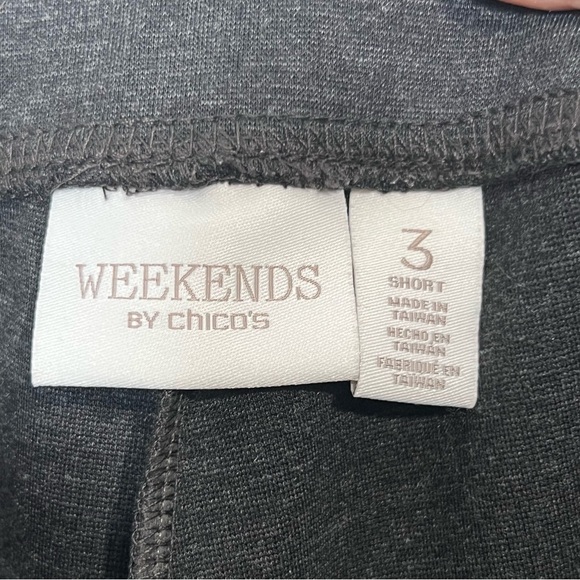 WEEKENDS
BY CHICO'S
3
SHORT
MADE IN
TAIWAN
HECHO EN
TAIWAN
FABRIQUÉ EN
TAIWAN